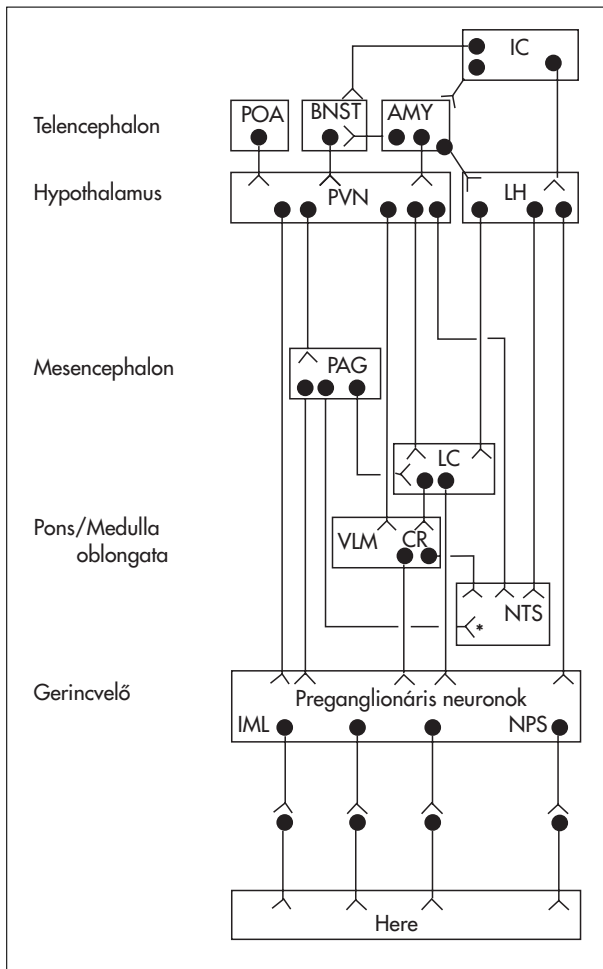 IC
POA BNST AMY
Telencephalon
Hypothalamus PVN LH
Mesencephalon PAG
LC
Pons/Medulla
oblongata
VLM CR
NTS
*
Gerincvelő
Preganglionáris neuronok
IML NPS
Here